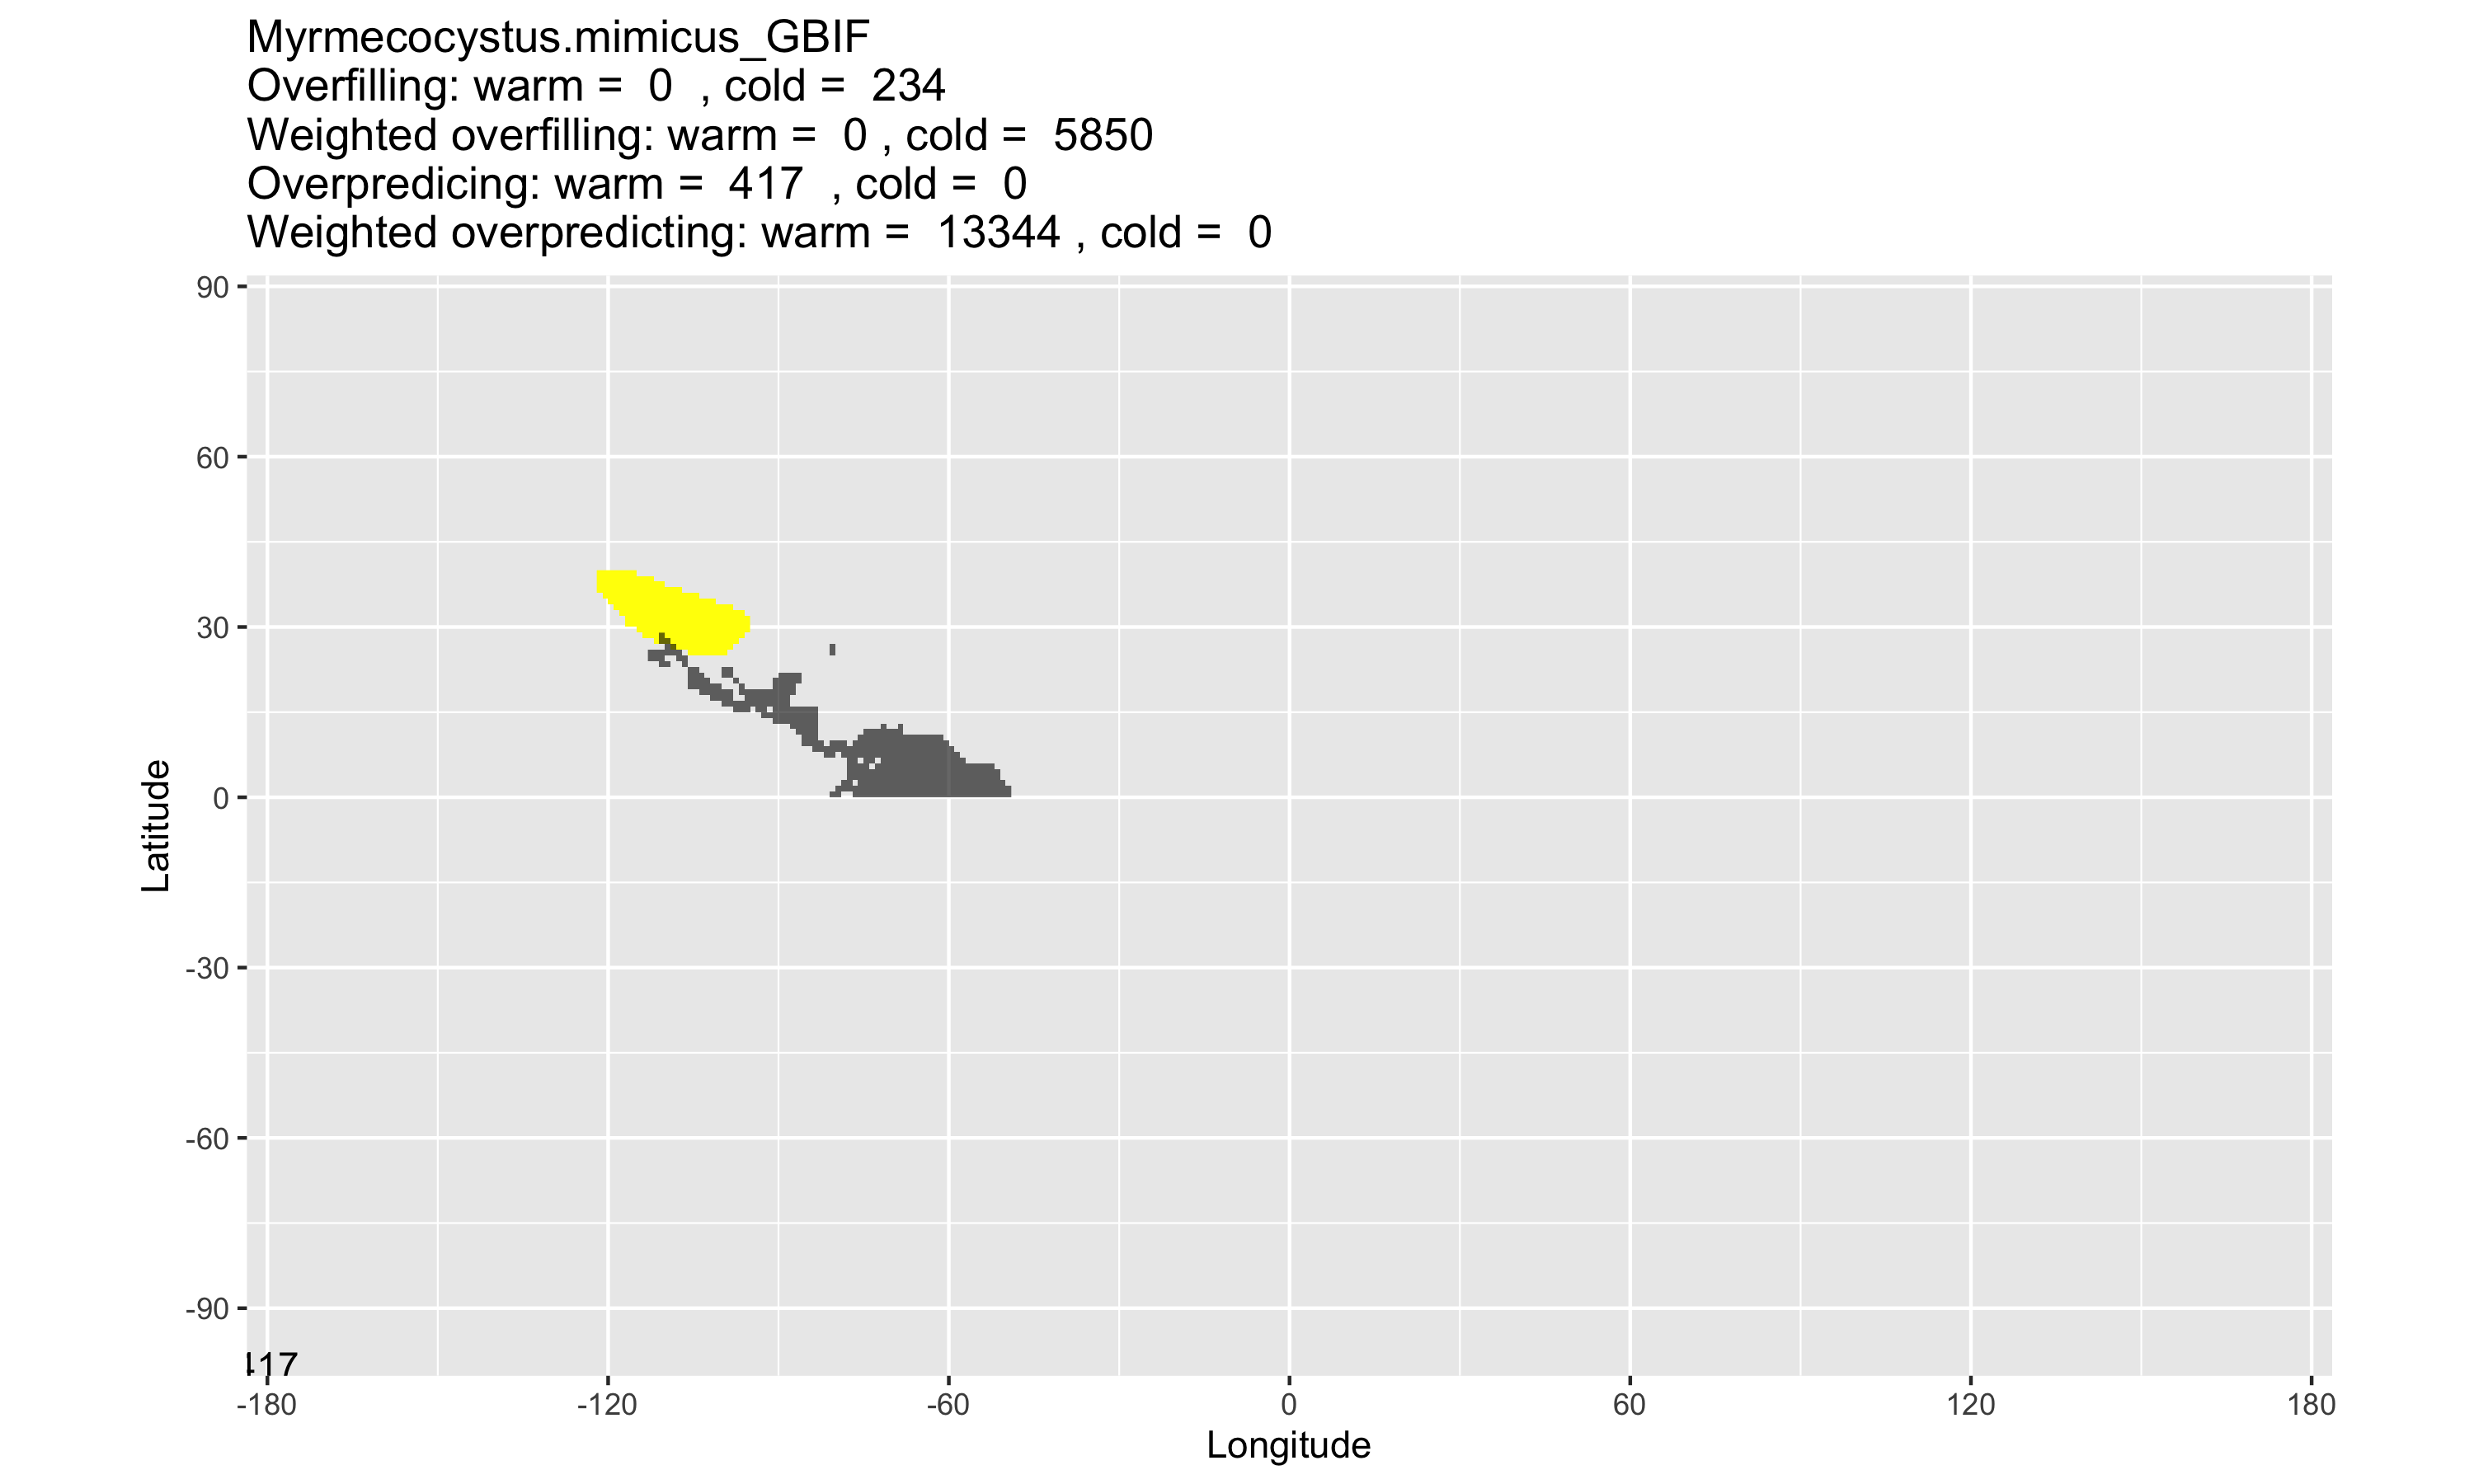 Myrmecocystus.mimicus_GBIF
Overfilling: warm =  0  , cold =  234
Weighted overfilling: warm =  0 , cold =  5850
Overpredicing: warm =  417  , cold =  0
Weighted overpredicting: warm =  13344 , cold =  0
90
60
30
0
-30
-60
-90
Latitude
417
-180
-120
-60
0
60
120
180
Longitude